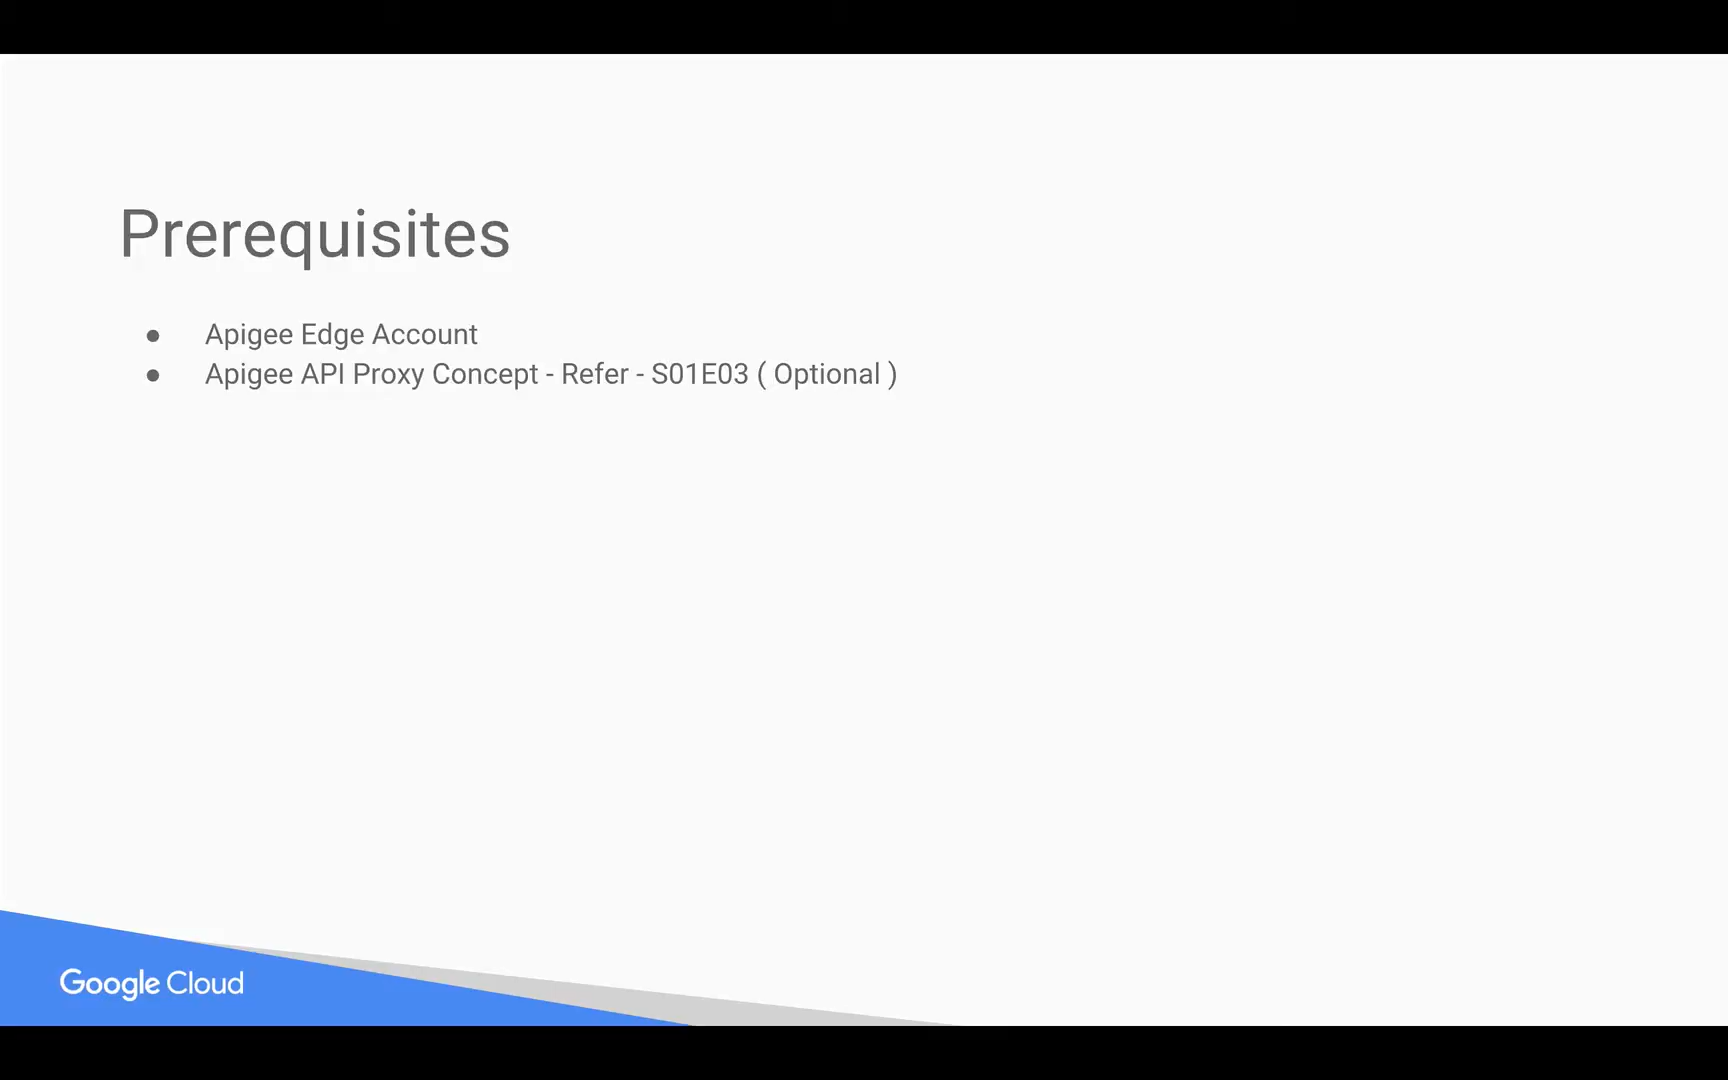 Prerequisites
● Apigee Edge Account
● Apigee API Proxy Concept - Refer - S01E03 ( Optional )
Google Cloud